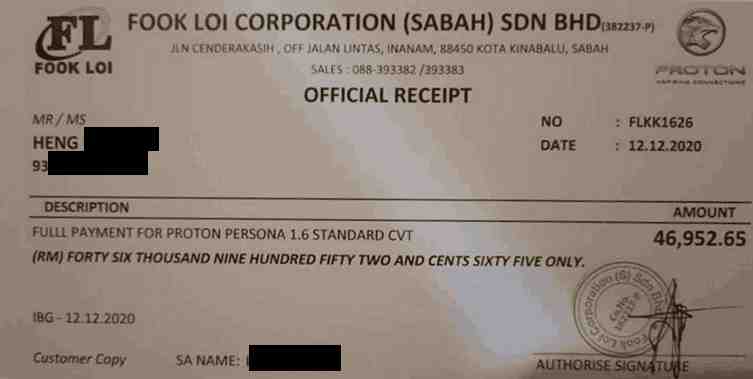 FL
FOOK LOI
FOOK LOI CORPORATION (SABAH) SDN BHD (382237-P)
JLN CENDERAKASIH , OFF JALAN LINTAS, INANAM, 88450 KOTA KINABALU, SABAH
SALES : 088-393382 /393383
PROTON
OFFICIAL RECEIPT
MR / MS
HENG
93
NO : FLKK1626
DATE : 12.12.2020
DESCRIPTION AMOUNT
FULLL PAYMENT FOR PROTON PERSONA 1.6 STANDARD CVT 46,952.65
(RM) FORTY SIX THOUSAND NINE HUNDRED FIFTY TWO AND CENTS SIXTY FIVE ONLY.
Fook Loi Corporation (S) Sdn Bhd
Co.No.
382237-P
IBG - 12.12.2020
Customer Copy SA NAME:
AUTHORISE SIGNATURE